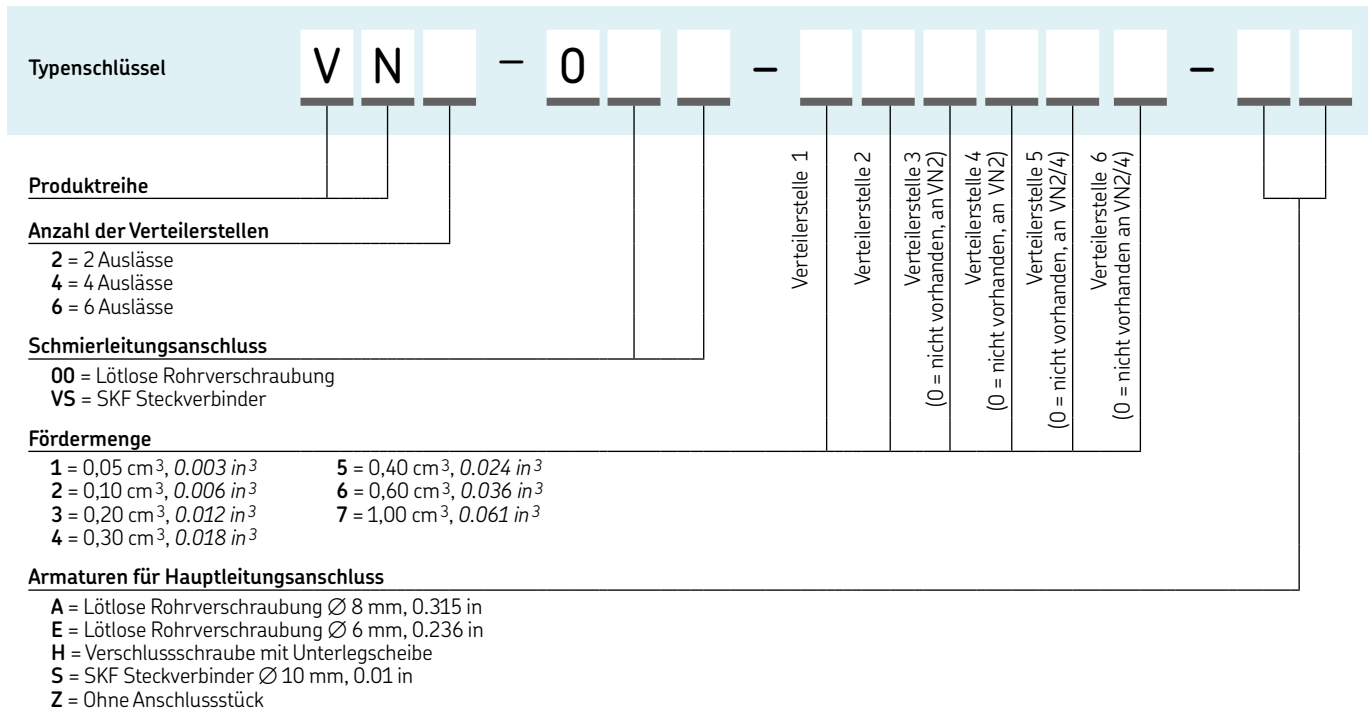 Typenschlüssel V N – 0 – –
Produktreihe
Anzahl der Verteilerstellen
2 = 2 Auslässe
4 = 4 Auslässe
6 = 6 Auslässe
Schmierleitungsanschluss
00 = Lötlose Rohrverschraubung
VS = SKF Steckverbinder
Verteilerstelle 1
Verteilerstelle 2
Verteilerstelle 3
(0 = nicht vorhanden, an VN2)
Verteilerstelle 4
(0 = nicht vorhanden, an VN2)
Verteilerstelle 5
(0 = nicht vorhanden, an VN2/4)
Verteilerstelle 6
(0 = nicht vorhanden an VN2/4)
Fördermenge
1 = 0,05 cm³, 0.003 in³ 5 = 0,40 cm³, 0.024 in³
2 = 0,10 cm³, 0.006 in³ 6 = 0,60 cm³, 0.036 in³
3 = 0,20 cm³, 0.012 in³ 7 = 1,00 cm³, 0.061 in³
4 = 0,30 cm³, 0.018 in³
Armaturen für Hauptleitungsanschluss
A = Lötlose Rohrverschraubung ∅ 8 mm, 0.315 in
E = Lötlose Rohrverschraubung ∅ 6 mm, 0.236 in
H = Verschlussschraube mit Unterlegscheibe
S = SKF Steckverbinder ∅ 10 mm, 0.01 in
Z = Ohne Anschlussstück